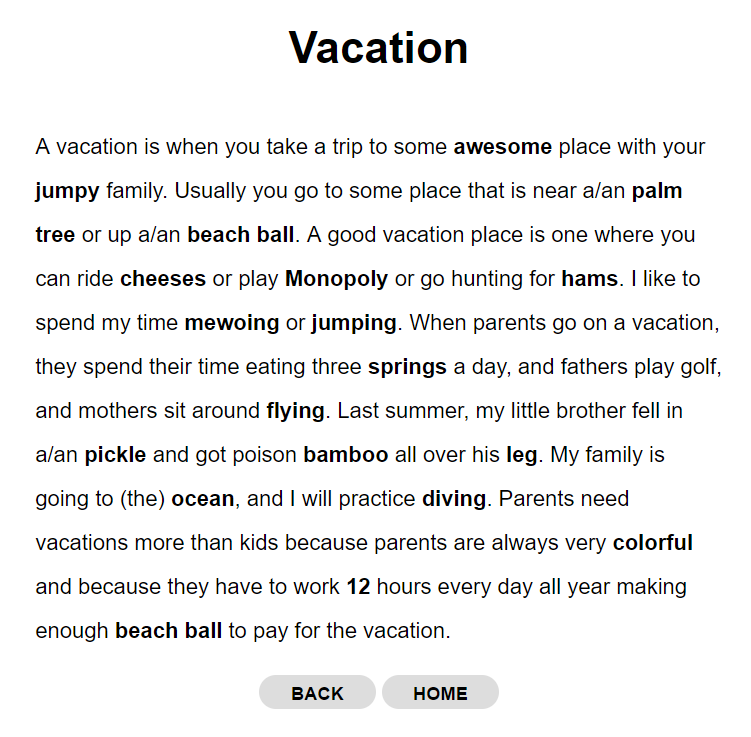 Vacation
A vacation is when you take a trip to some awesome place with your
jumpy family. Usually you go to some place that is near a/an palm
tree or up a/an beach ball. A good vacation place is one where you
can ride cheeses or play Monopoly or go hunting for hams. I like to
spend my time mewoing or jumping. When parents go on a vacation,
they spend their time eating three springs a day, and fathers play golf,
and mothers sit around flying. Last summer, my little brother fell in
a/an pickle and got poison bamboo all over his leg. My family is
going to (the) ocean, and I will practice diving. Parents need
vacations more than kids because parents are always very colorful
and because they have to work 12 hours every day all year making
enough beach ball to pay for the vacation.
BACK HOME